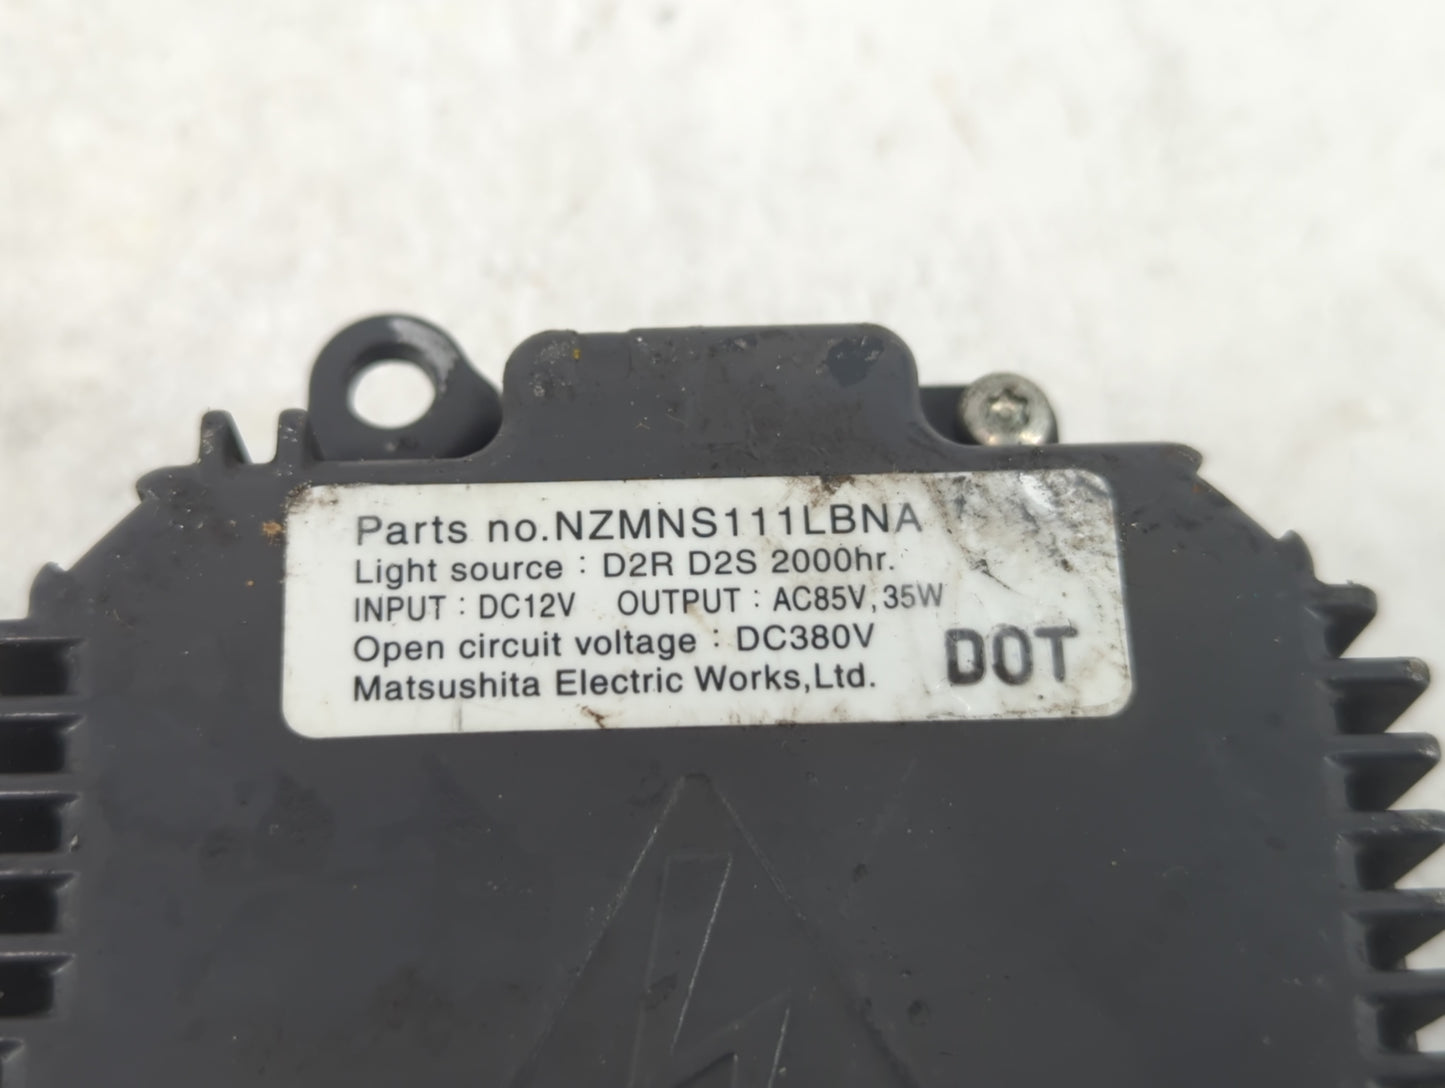 Parts no.NZMNS111LBNA
Light source : D2R D2S 2000hr.
INPUT : DC12V OUTPUT : AC85V, 35W
Open circuit voltage : DC380V
Matsushita Electric Works,Ltd.
DOT